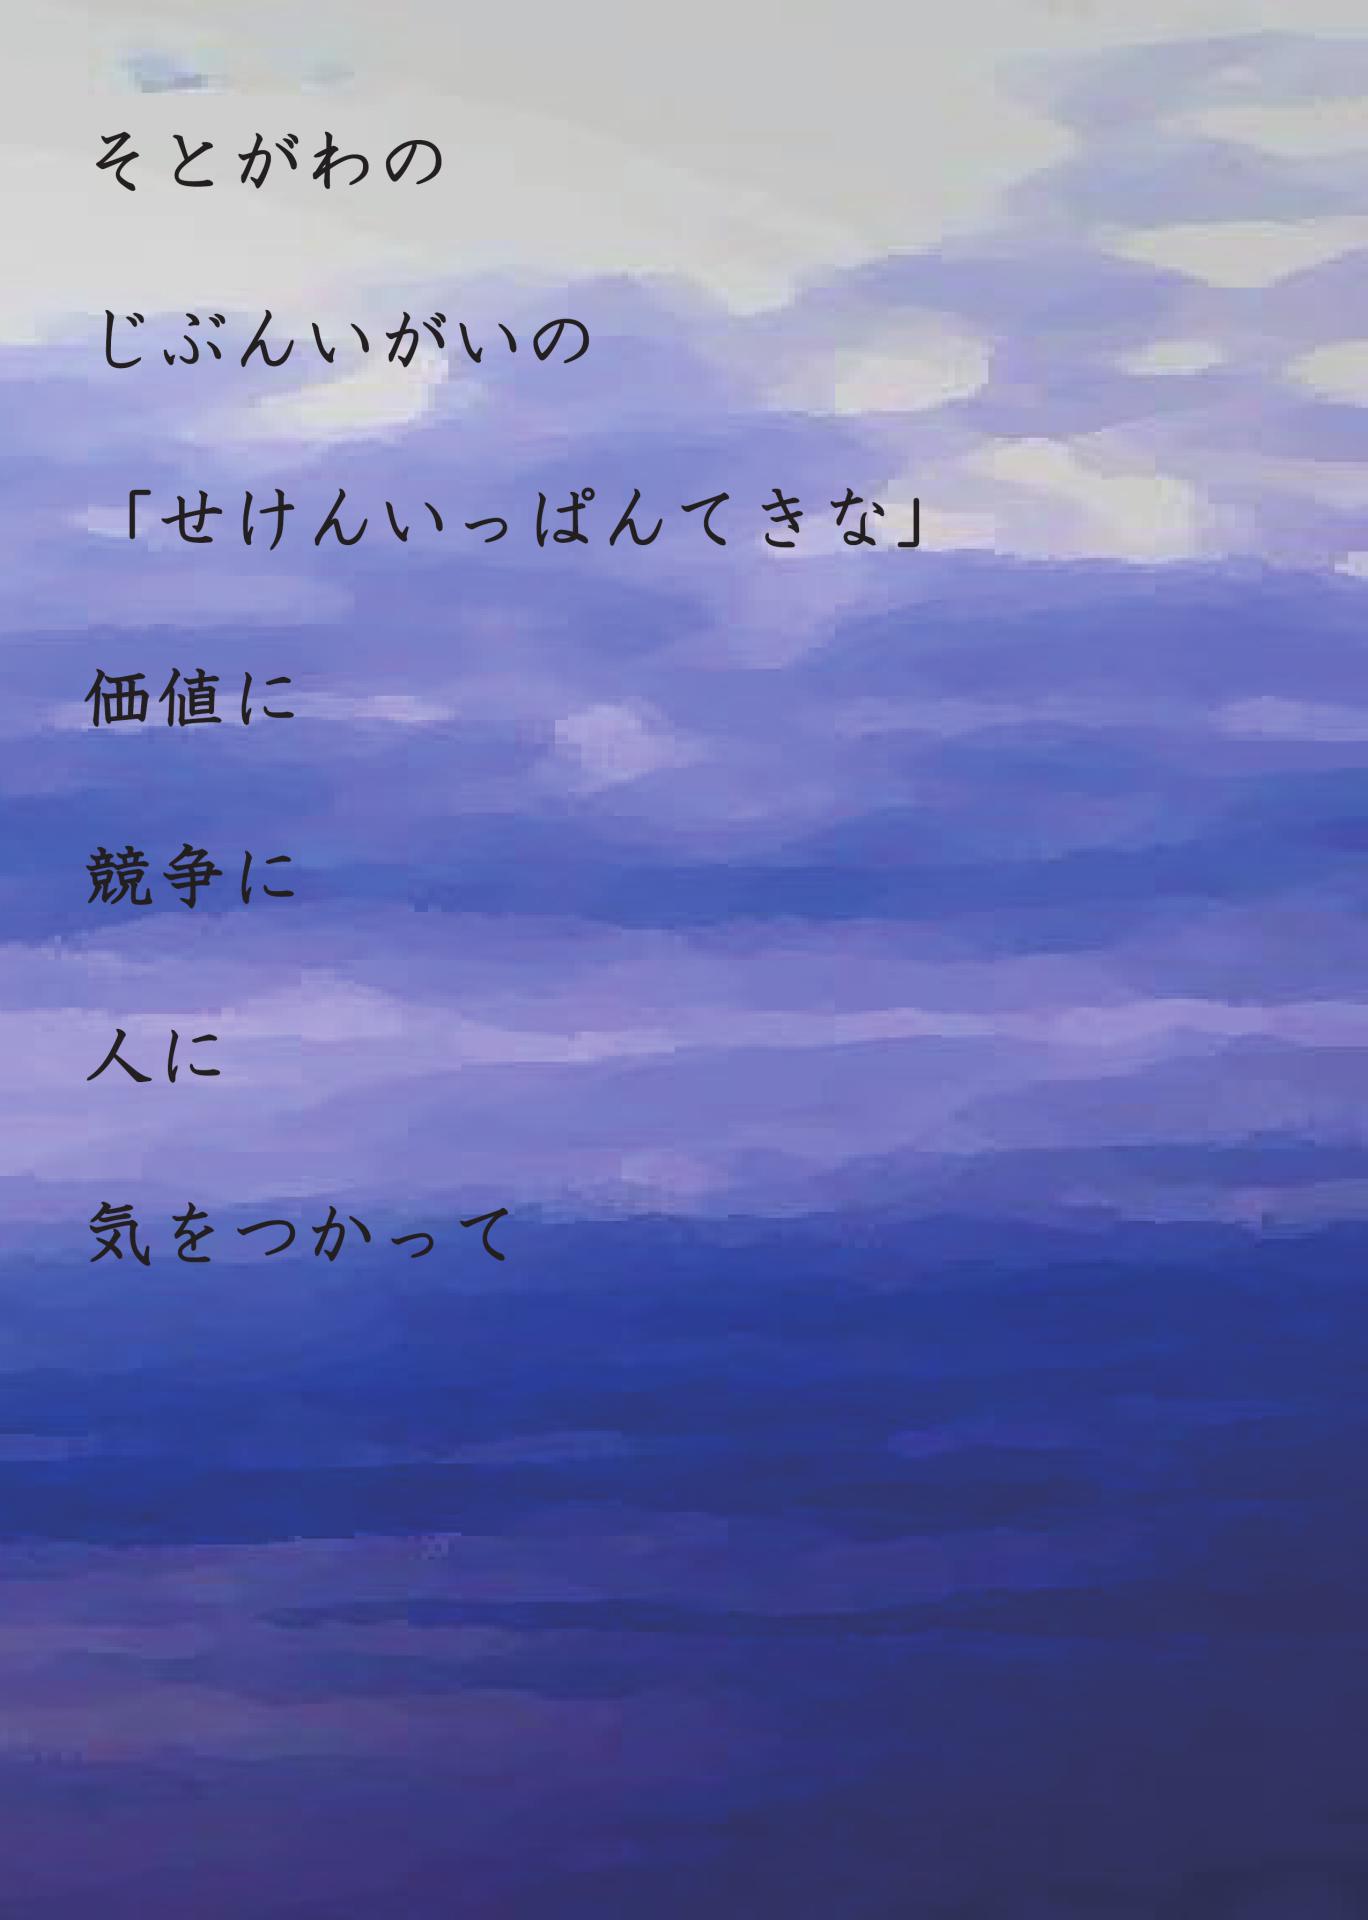 そとがわの
じぶんいがいの
「せけんいっぱんてきな」
価値に
競争に
人に
気をつかって